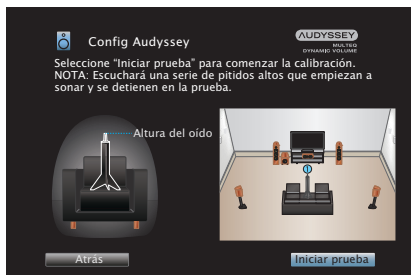 Config Audyssey
AUDYSSEY
MULTEQ
DYNAMIC VOLUME
Seleccione “Iniciar prueba” para comenzar la calibración.
NOTA: Escuchará una serie de pitidos altos que empiezan a
sonar y se detienen en la prueba.
Altura del oído
Atrás
Iniciar prueba